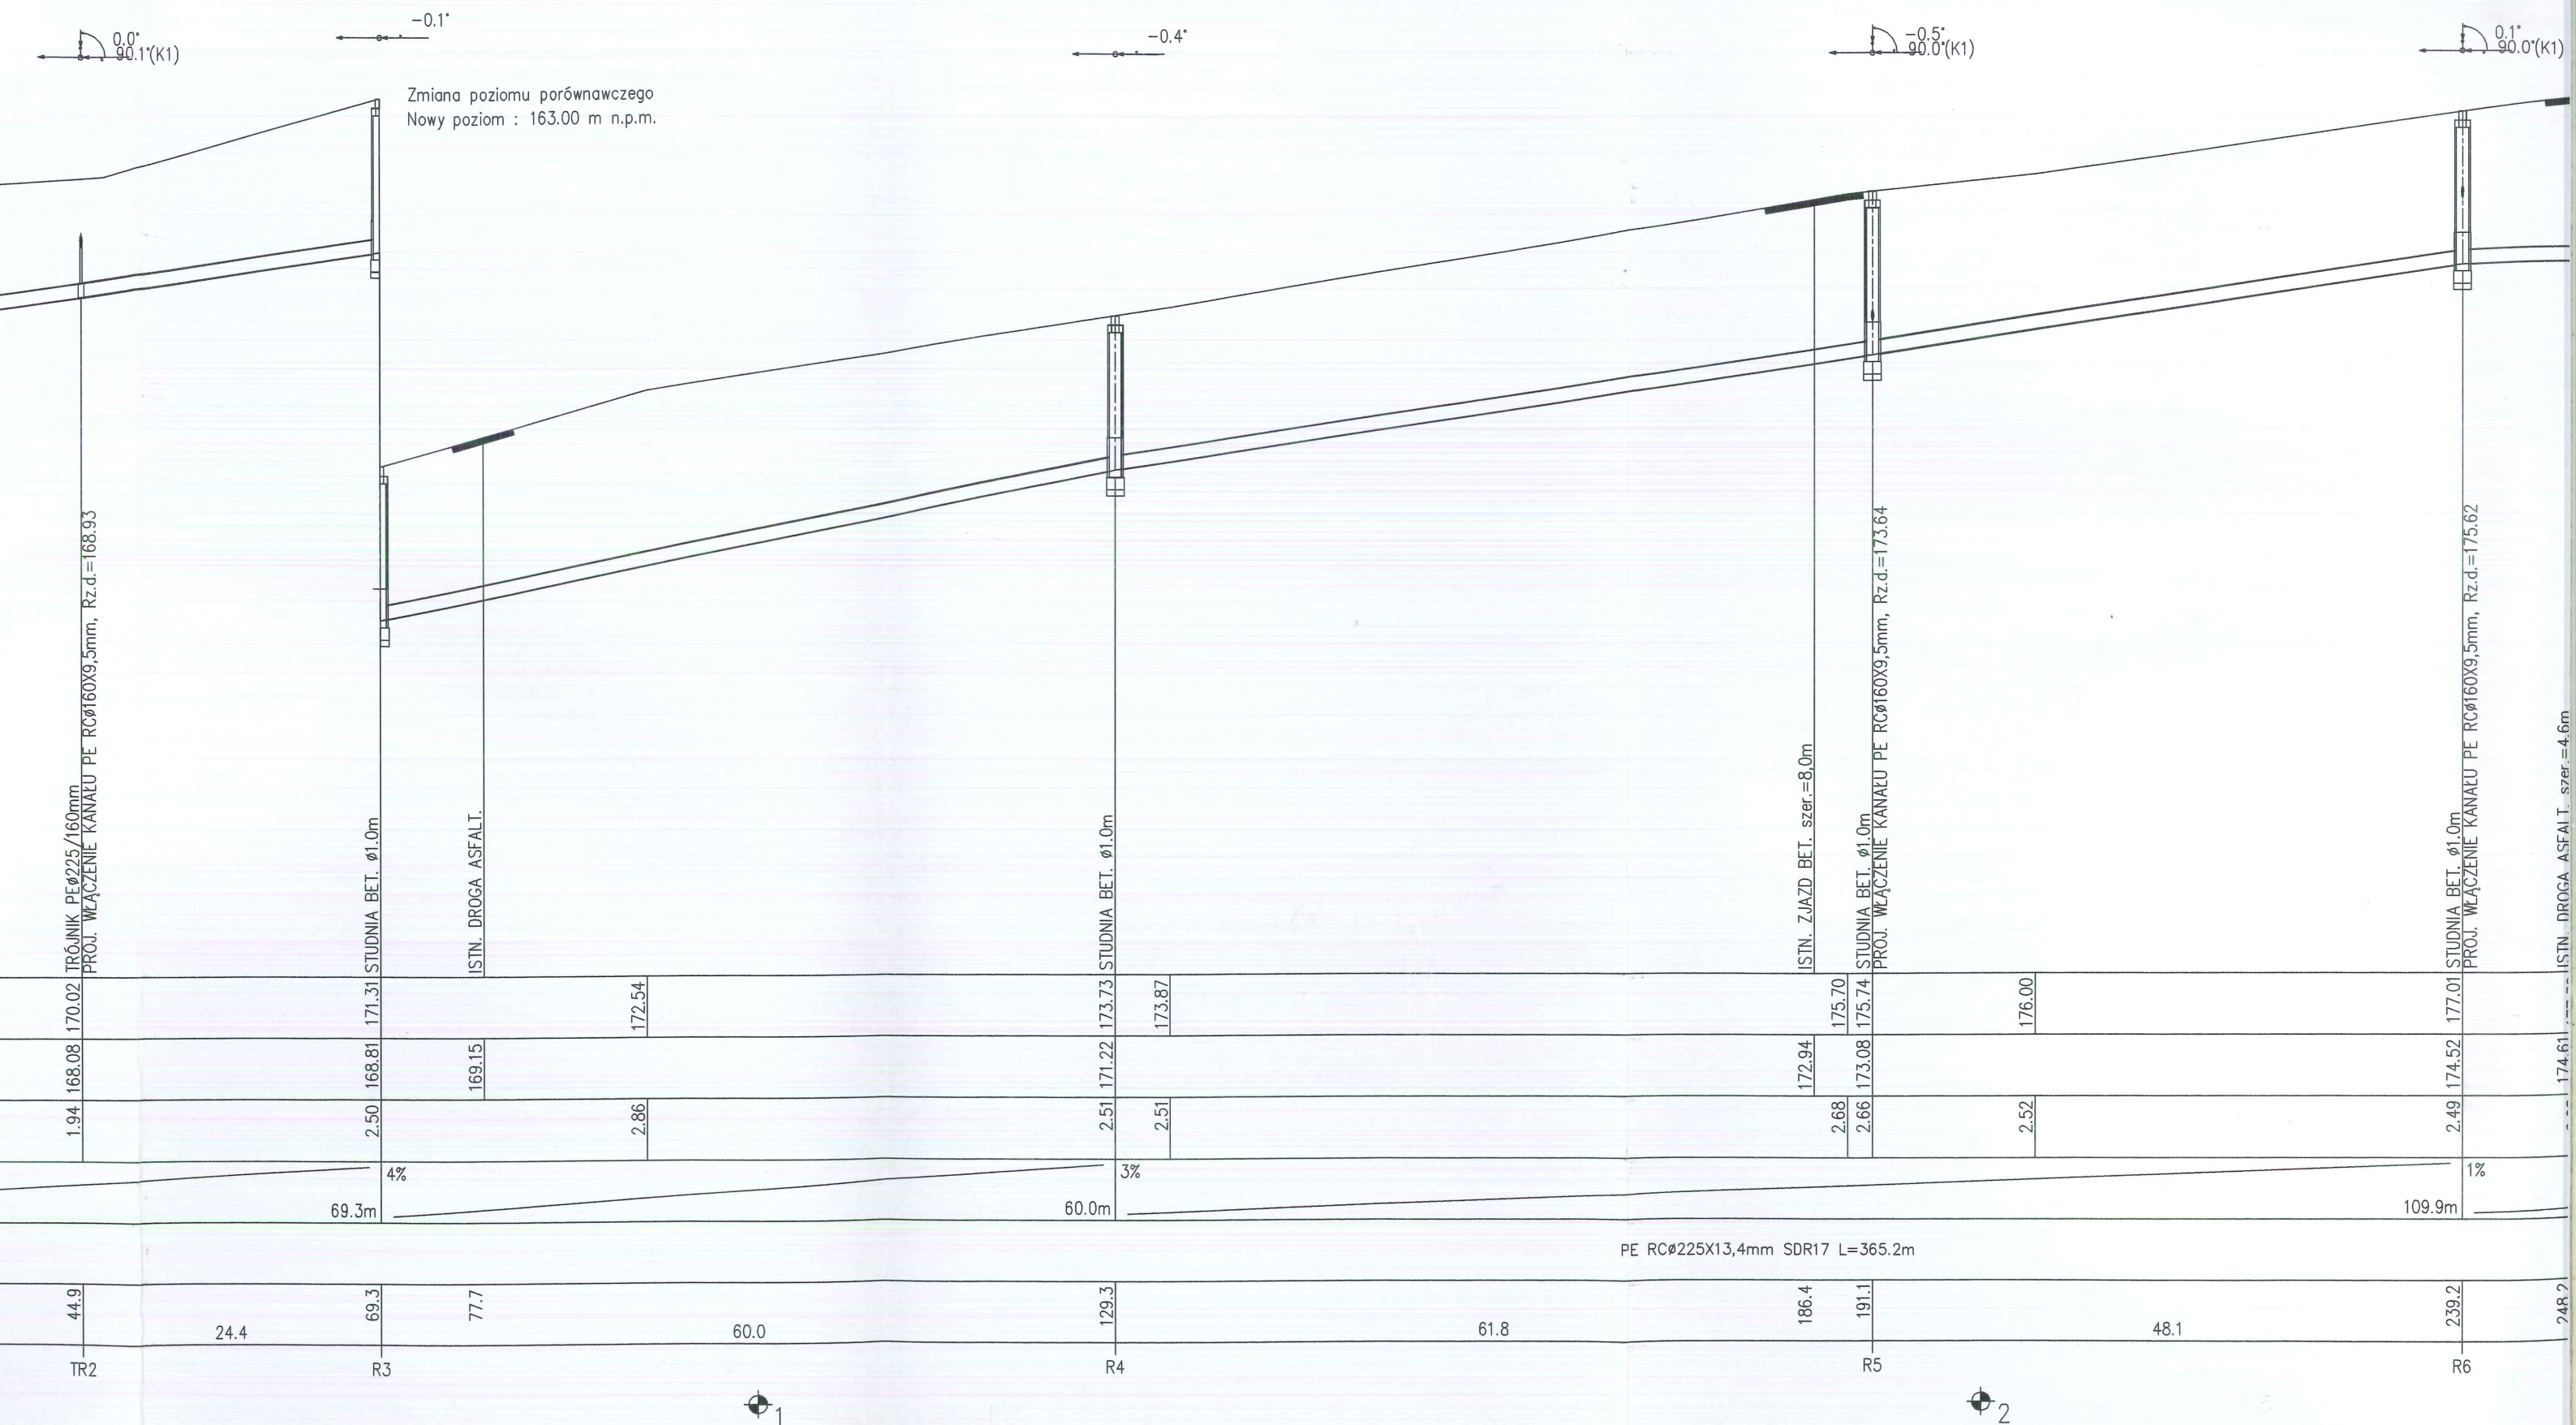 0.0°
90.1°(K1)
-0.1°
-0.4°
-0.5°
90.0°(K1)
0.1°
90.0°(K1)
Zmiana poziomu porównawczego
Nowy poziom : 163.00 m n.p.m.
TRÓJNIK PEø225/160mm
PROJ. WŁĄCZENIE KANAŁU PE RCø160X9,5mm, Rz.d.=168.93
STUDNIA BET. ø1.0m
ISTN. DROGA ASFALT.
STUDNIA BET. ø1.0m
ISTN. ZJAZD BET. szer.=8,0m
STUDNIA BET. ø1.0m
PROJ. WŁĄCZENIE KANAŁU PE RCø160X9,5mm, Rz.d.=173.64
STUDNIA BET. ø1.0m
PROJ. WŁĄCZENIE KANAŁU PE RCø160X9,5mm, Rz.d.=175.62
ISTN. DROGA ASFALT. szer.=4.6m
170.02
171.31
172.54
173.73
173.87
175.70
175.74
176.00
177.01
168.08
168.81
169.15
171.22
172.94
173.08
174.52
174.61
1.94
2.50
2.86
2.51
2.51
2.68
2.66
2.52
2.49
4%
3%
1%
69.3m
60.0m
109.9m
PE RCø225X13,4mm SDR17 L=365.2m
44.9
69.3
77.7
129.3
186.4
191.1
239.2
248.2
24.4
60.0
61.8
48.1
TR2
R3
R4
R5
R6
1
2